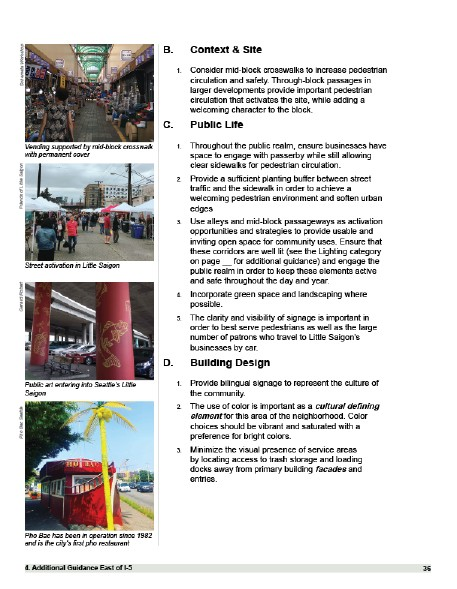 B. Context & Site
1. Consider mid-block crosswalks to increase pedestrian
circulation and safety. Through-block passages in
larger developments provide important pedestrian
circulation that activates the site, while adding a
welcoming character to the block.
C. Public Life
1. Throughout the public realm, ensure businesses have
space to engage with passerby while still allowing
clear sidewalks for pedestrian circulation.
2. Provide a sufficient planting buffer between street
traffic and the sidewalk in order to achieve a
welcoming pedestrian environment and soften urban
edges
3. Use alleys and mid-block passageways as activation
opportunities and strategies to provide usable and
inviting open space for community uses. Ensure that
these corridors are well lit (see the Lighting category
on page __ for additional guidance) and engage the
public realm in order to keep these elements active
and safe throughout the day and year.
4. Incorporate green space and landscaping where
possible.
5. The clarity and visibility of signage is important in
order to best serve pedestrians as well as the large
number of patrons who travel to Little Saigon's
businesses by car.
D. Building Design
1. Provide bilingual signage to represent the culture of
the community.
2. The use of color is important as a cultural defining
element for this area of the neighborhood. Color
choices should be vibrant and saturated with a
preference for bright colors.
3. Minimize the visual presence of service areas
by locating access to trash storage and loading
docks away from primary building facades and
entries.
Vending supported by mid-block crosswalk
with permanent cover
Friends of Little Saigon
Street activation in Little Saigon
Public art entering into Seattle's Little
Saigon
PHO BAC
Pho Bac has been in operation since 1982
and is the city's first pho restaurant
4. Additional Guidance East of I-5
36